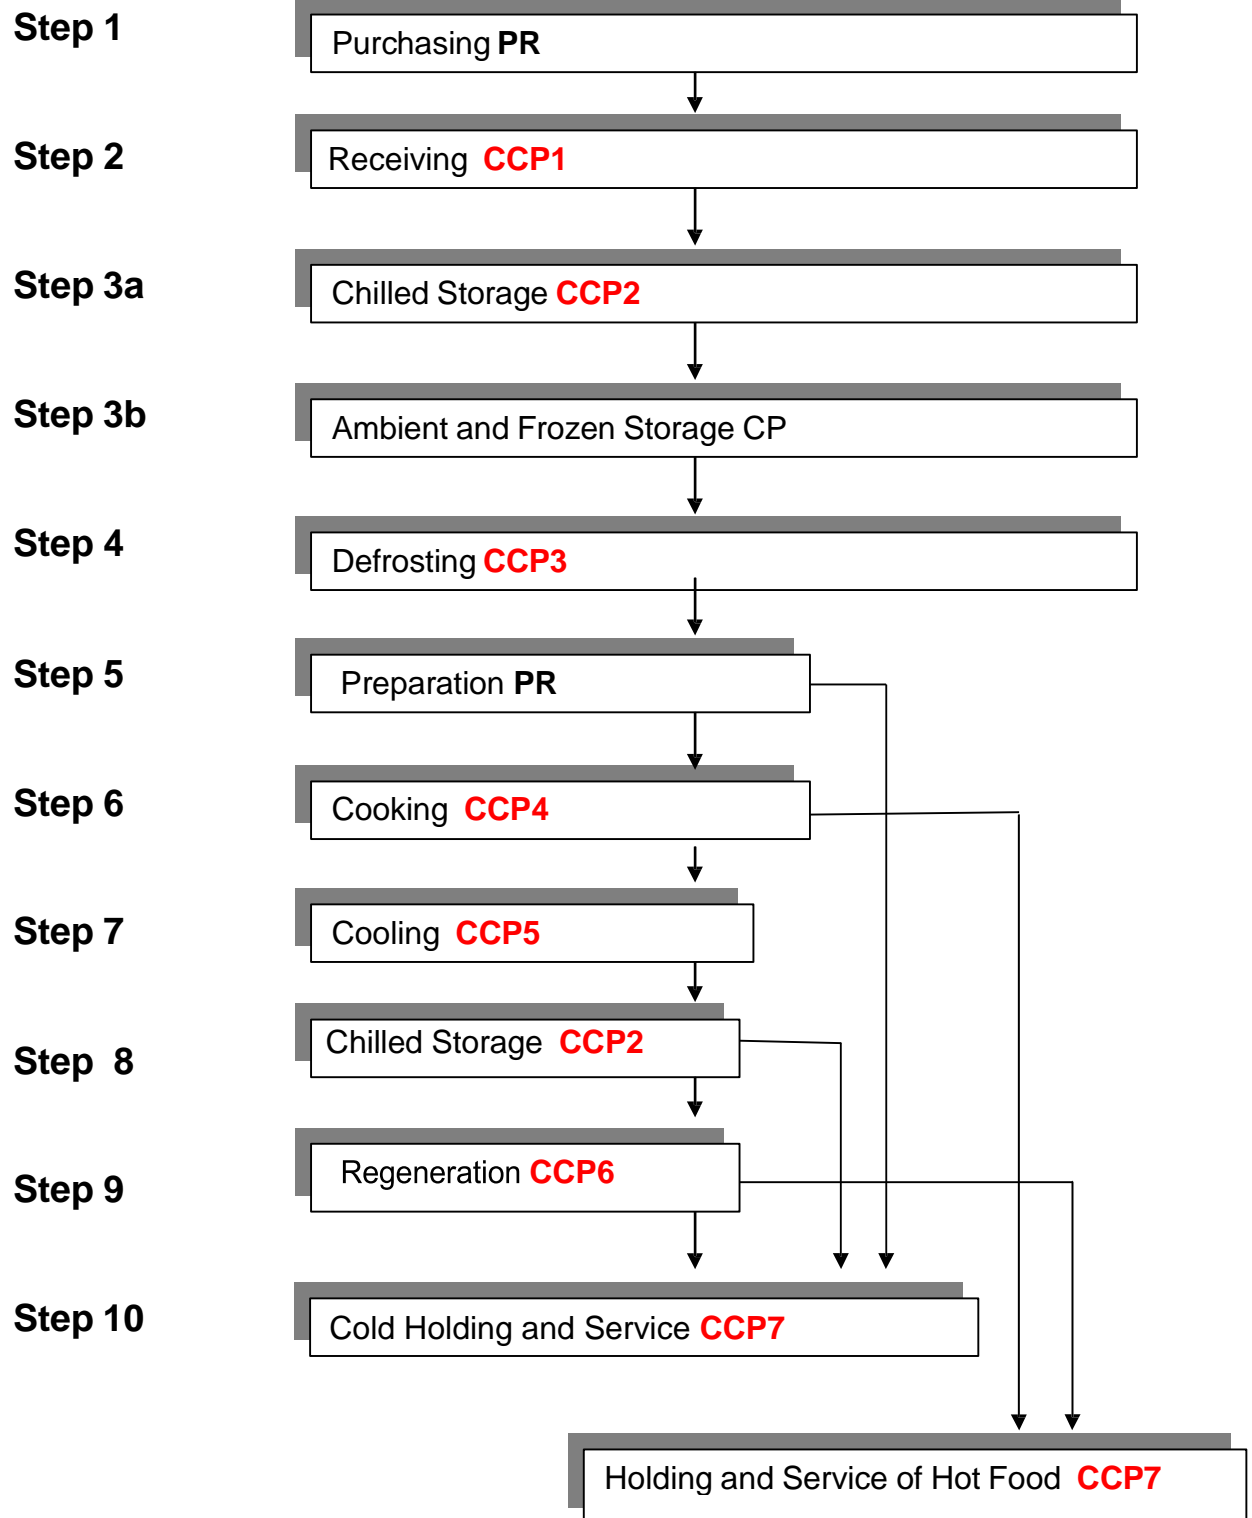 Step 1
Purchasing PR
Step 2
Receiving CCP1
Step 3a
Chilled Storage CCP2
Step 3b
Ambient and Frozen Storage CP
Step 4
Defrosting CCP3
Step 5
Preparation PR
Step 6
Cooking CCP4
Step 7
Cooling CCP5
Step 8
Chilled Storage CCP2
Step 9
Regeneration CCP6
Step 10
Cold Holding and Service CCP7
Holding and Service of Hot Food CCP7